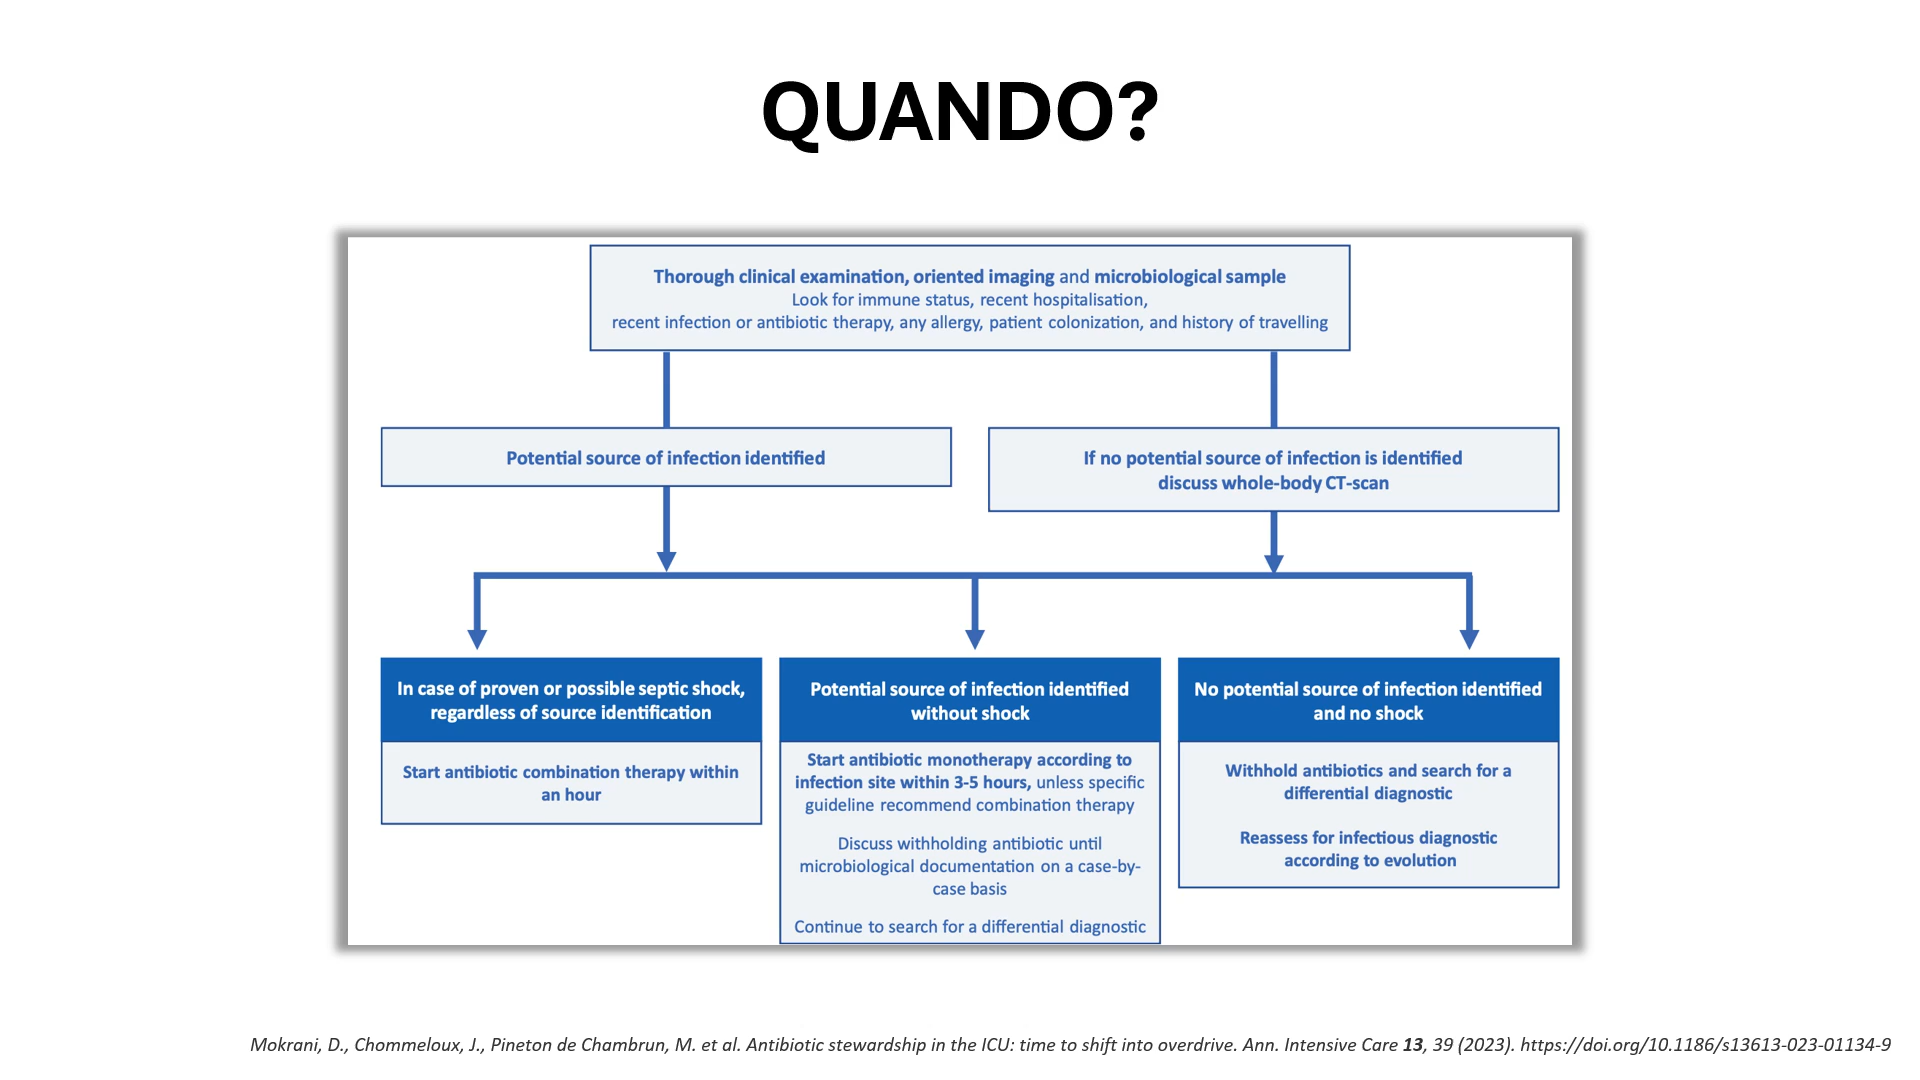 QUANDO?
Thorough clinical examination, oriented imaging and microbiological sample
Look for immune status, recent hospitalisation,
recent infection or antibiotic therapy, any allergy, patient colonization, and history of travelling
Potential source of infection identified
If no potential source of infection is identified
discuss whole-body CT-scan
In case of proven or possible septic shock,
regardless of source identification
Start antibiotic combination therapy within
an hour
Potential source of infection identified
without shock
Start antibiotic monotherapy according to
infection site within 3-5 hours, unless specific
guideline recommend combination therapy
Discuss withholding antibiotic until
microbiological documentation on a case-by-
case basis
Continue to search for a differential diagnostic
No potential source of infection identified
and no shock
Withhold antibiotics and search for a
differential diagnostic
Reassess for infectious diagnostic
according to evolution
Mokrani, D., Chommeloux, J., Pineton de Chambrun, M. et al. Antibiotic stewardship in the ICU: time to shift into overdrive. Ann. Intensive Care 13, 39 (2023). https://doi.org/10.1186/s13613-023-01134-9